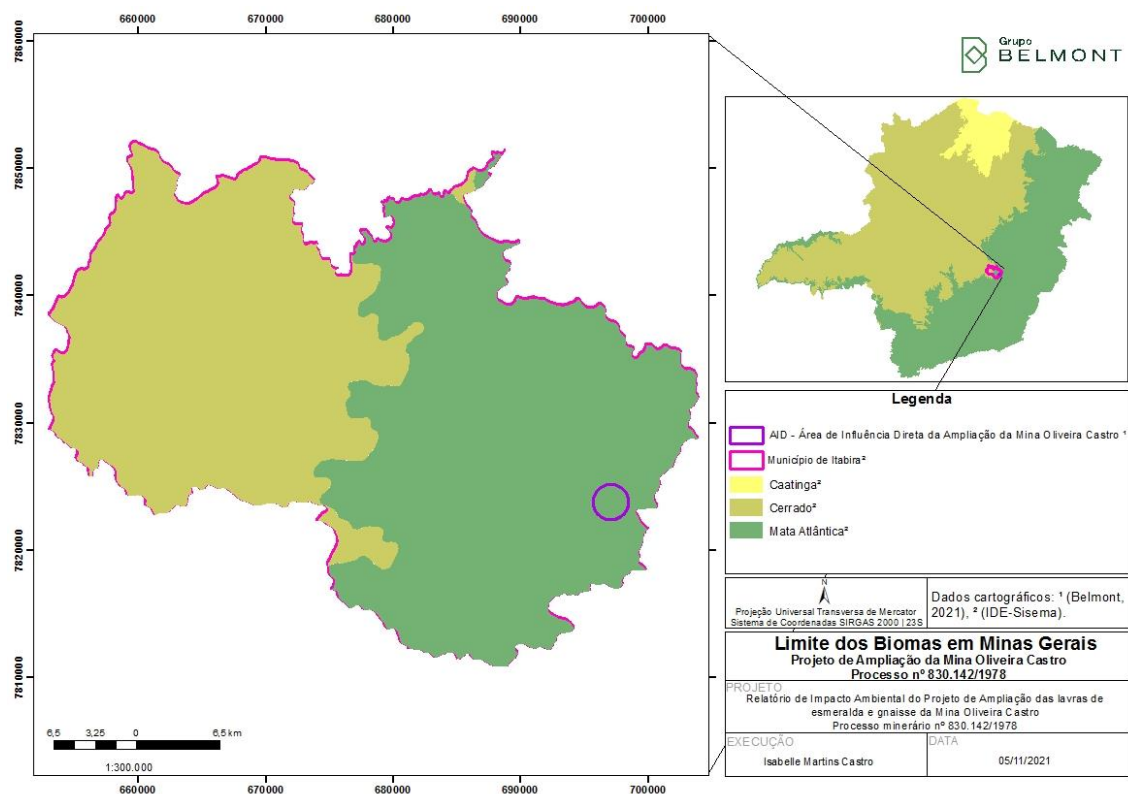 660000 670000 680000 690000 700000
7860000
7850000
7840000
7830000
7820000
7810000
6,5 3,25 0 6,5 km
1:300.000
660000 670000 680000 690000 700000
Grupo
BELMONT
Legenda
AID - Área de Influência Direta da Ampliação da Mina Oliveira Castro ¹
Município de Itabira²
Caatinga²
Cerrado²
Mata Atlântica²
N
Projeção Universal Transversa de Mercator
Sistema de Coordenadas SIRGAS 2000 | 23S
Dados cartográficos: ¹ (Belmont,
2021), ² (IDE-Sisema).
Limite dos Biomas em Minas Gerais
Projeto de Ampliação da Mina Oliveira Castro
Processo nº 830.142/1978
PROJETO
Relatório de Impacto Ambiental do Projeto de Ampliação das lavras de
esmeralda e gnaisse da Mina Oliveira Castro
Processo minerário nº 830.142/1978
EXECUÇÃO
Isabelle Martins Castro
DATA
05/11/2021